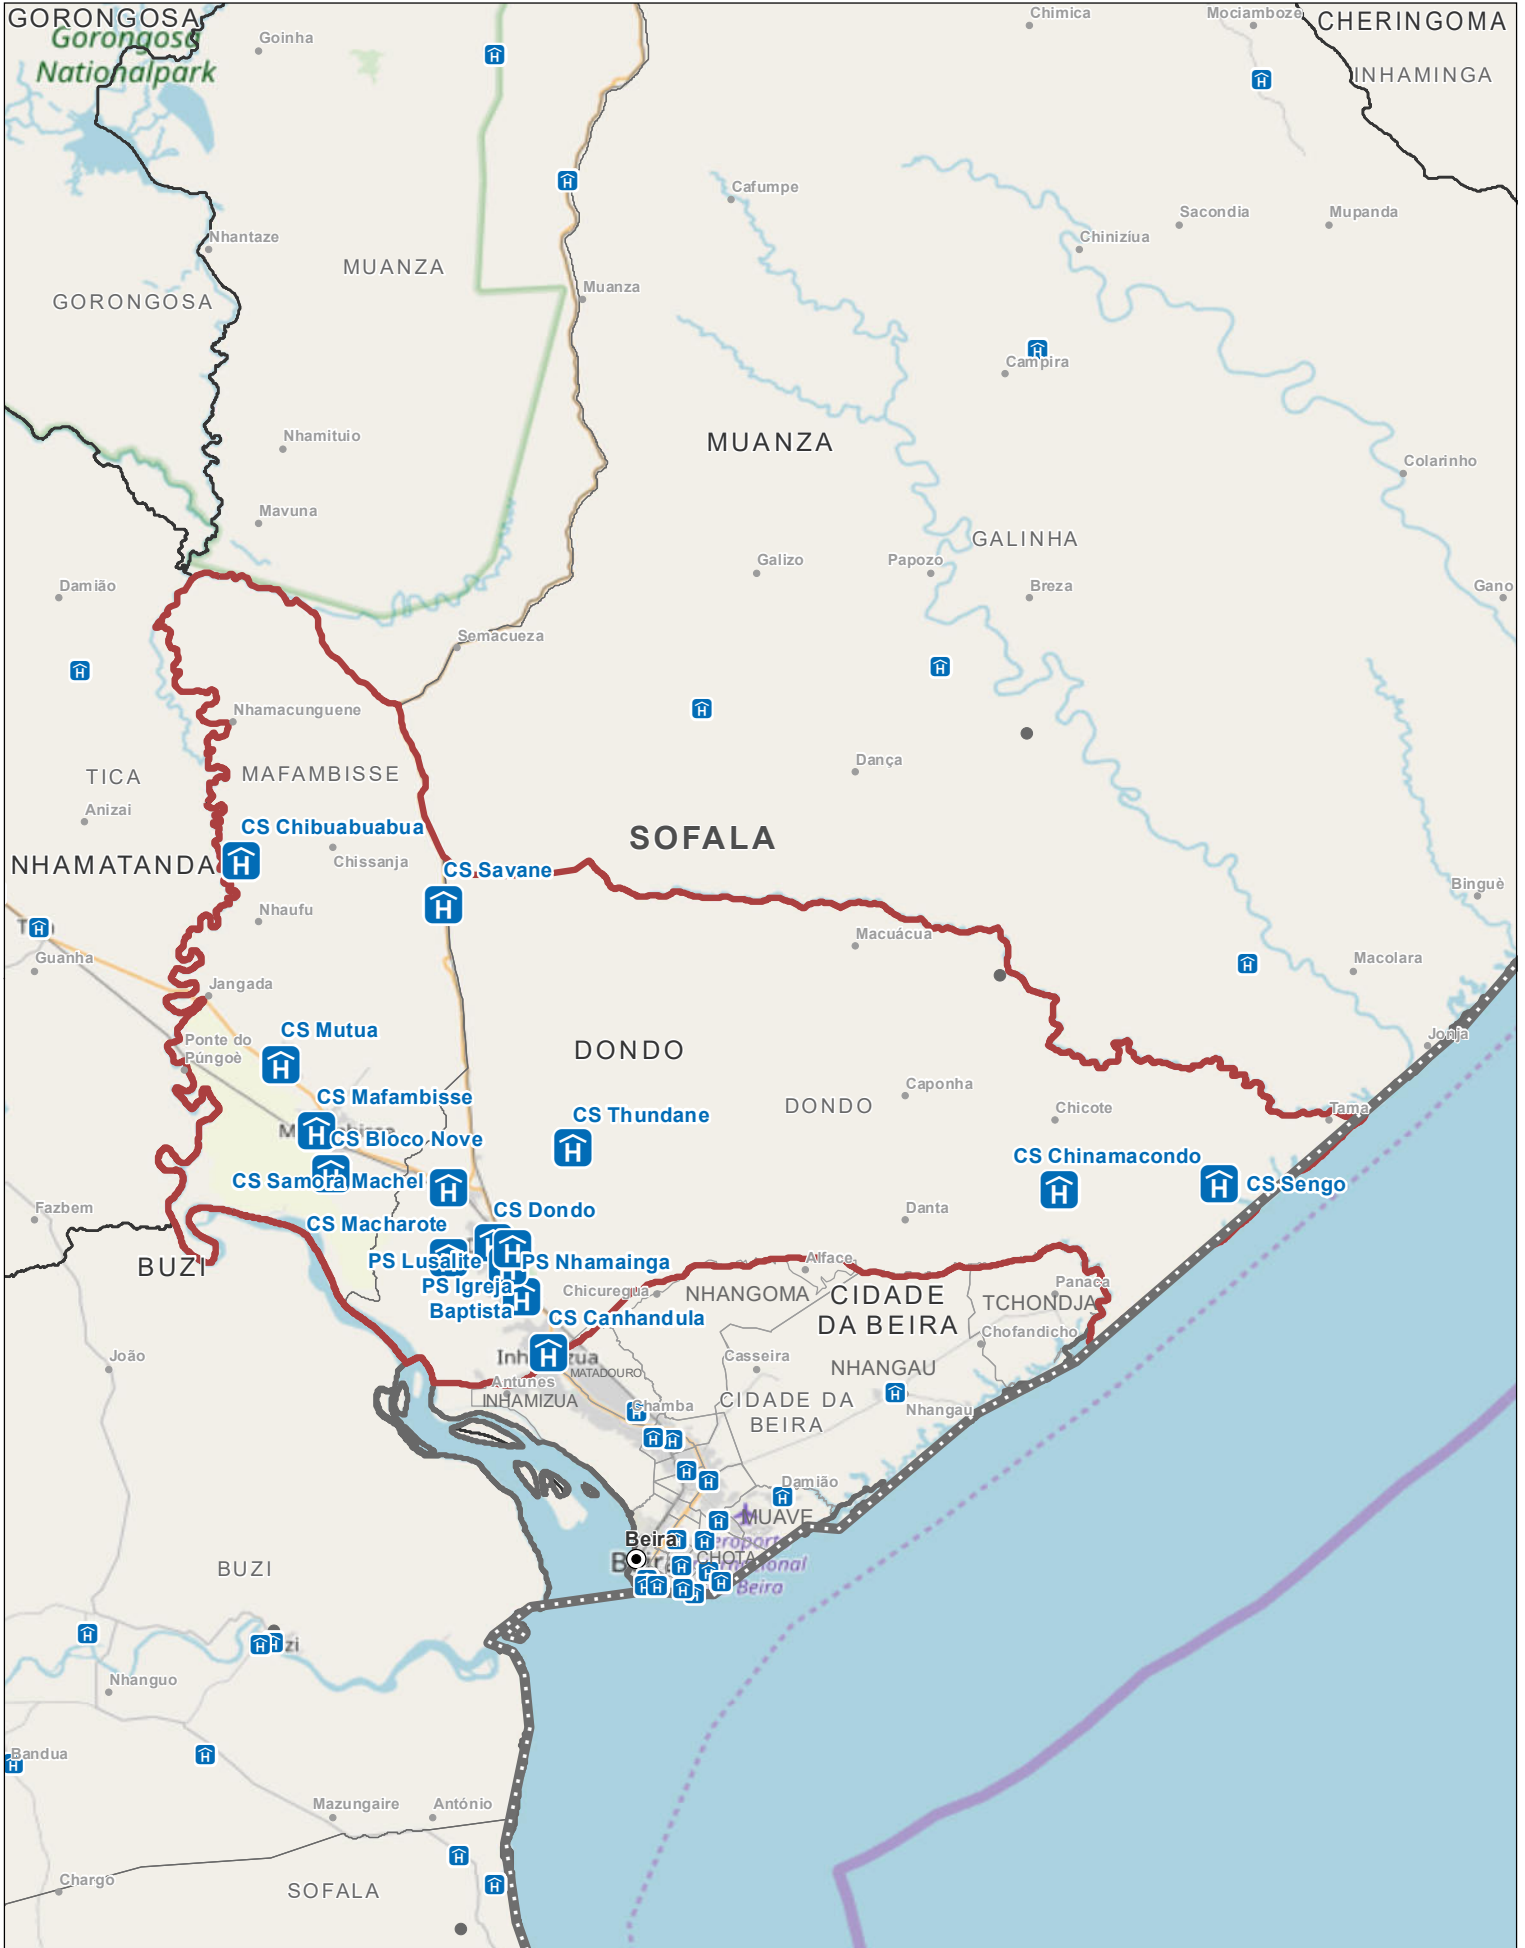 GORONGOSA
Gorongosa
Nationalpark
Goinha
Chimica
Mociamboze
CHERINGOMA
INHAMINGA
Cafumpe
Sacondia
Mupanda
Nhantaze
Chinizíua
MUANZA
Muanza
GORONGOSA
Campira
Nhamituio
MUANZA
Colarinho
Mavuna
GALINHA
Galizo
Papozo
Damião
Breza
Gano
Semacueza
Nhamacunguene
TICA
MAFAMBISSE
Dança
Anizai
CS Chibuabuabua
SOFALA
NHAMATANDA
Chissanja
CS Savane
Binguè
Nhaufu
Macuácua
Guanha
Macolara
Jangada
CS Mutua
Jonja
Ponte do
Púngoè
DONDO
Caponha
CS Mafambisse
DONDO
Chicote
Tama
CS Thundane
CS Bloco Nove
CS Chinamacondo
CS Samora Machel
CS Sengo
Fazbem
CS Dondo
Danta
CS Macharote
BUZI
PS Lusalite
PS Nhamainga
Alface
PS Igreja
Baptista
Chicuregua
NHANGOMA
CIDADE
DA BEIRA
Panaca
TCHONDJA
CS Canhandula
Chofandicho
João
Casseira
NHANGAU
MATADOURO
Antunes
INHAMIZUA
Chamba
CIDADE DA
BEIRA
Nhangau
Damião
MUAVE
Beira
CHOTA
Beira
BUZI
Nhanguo
Bandua
Mazungaire
António
Chargo
SOFALA